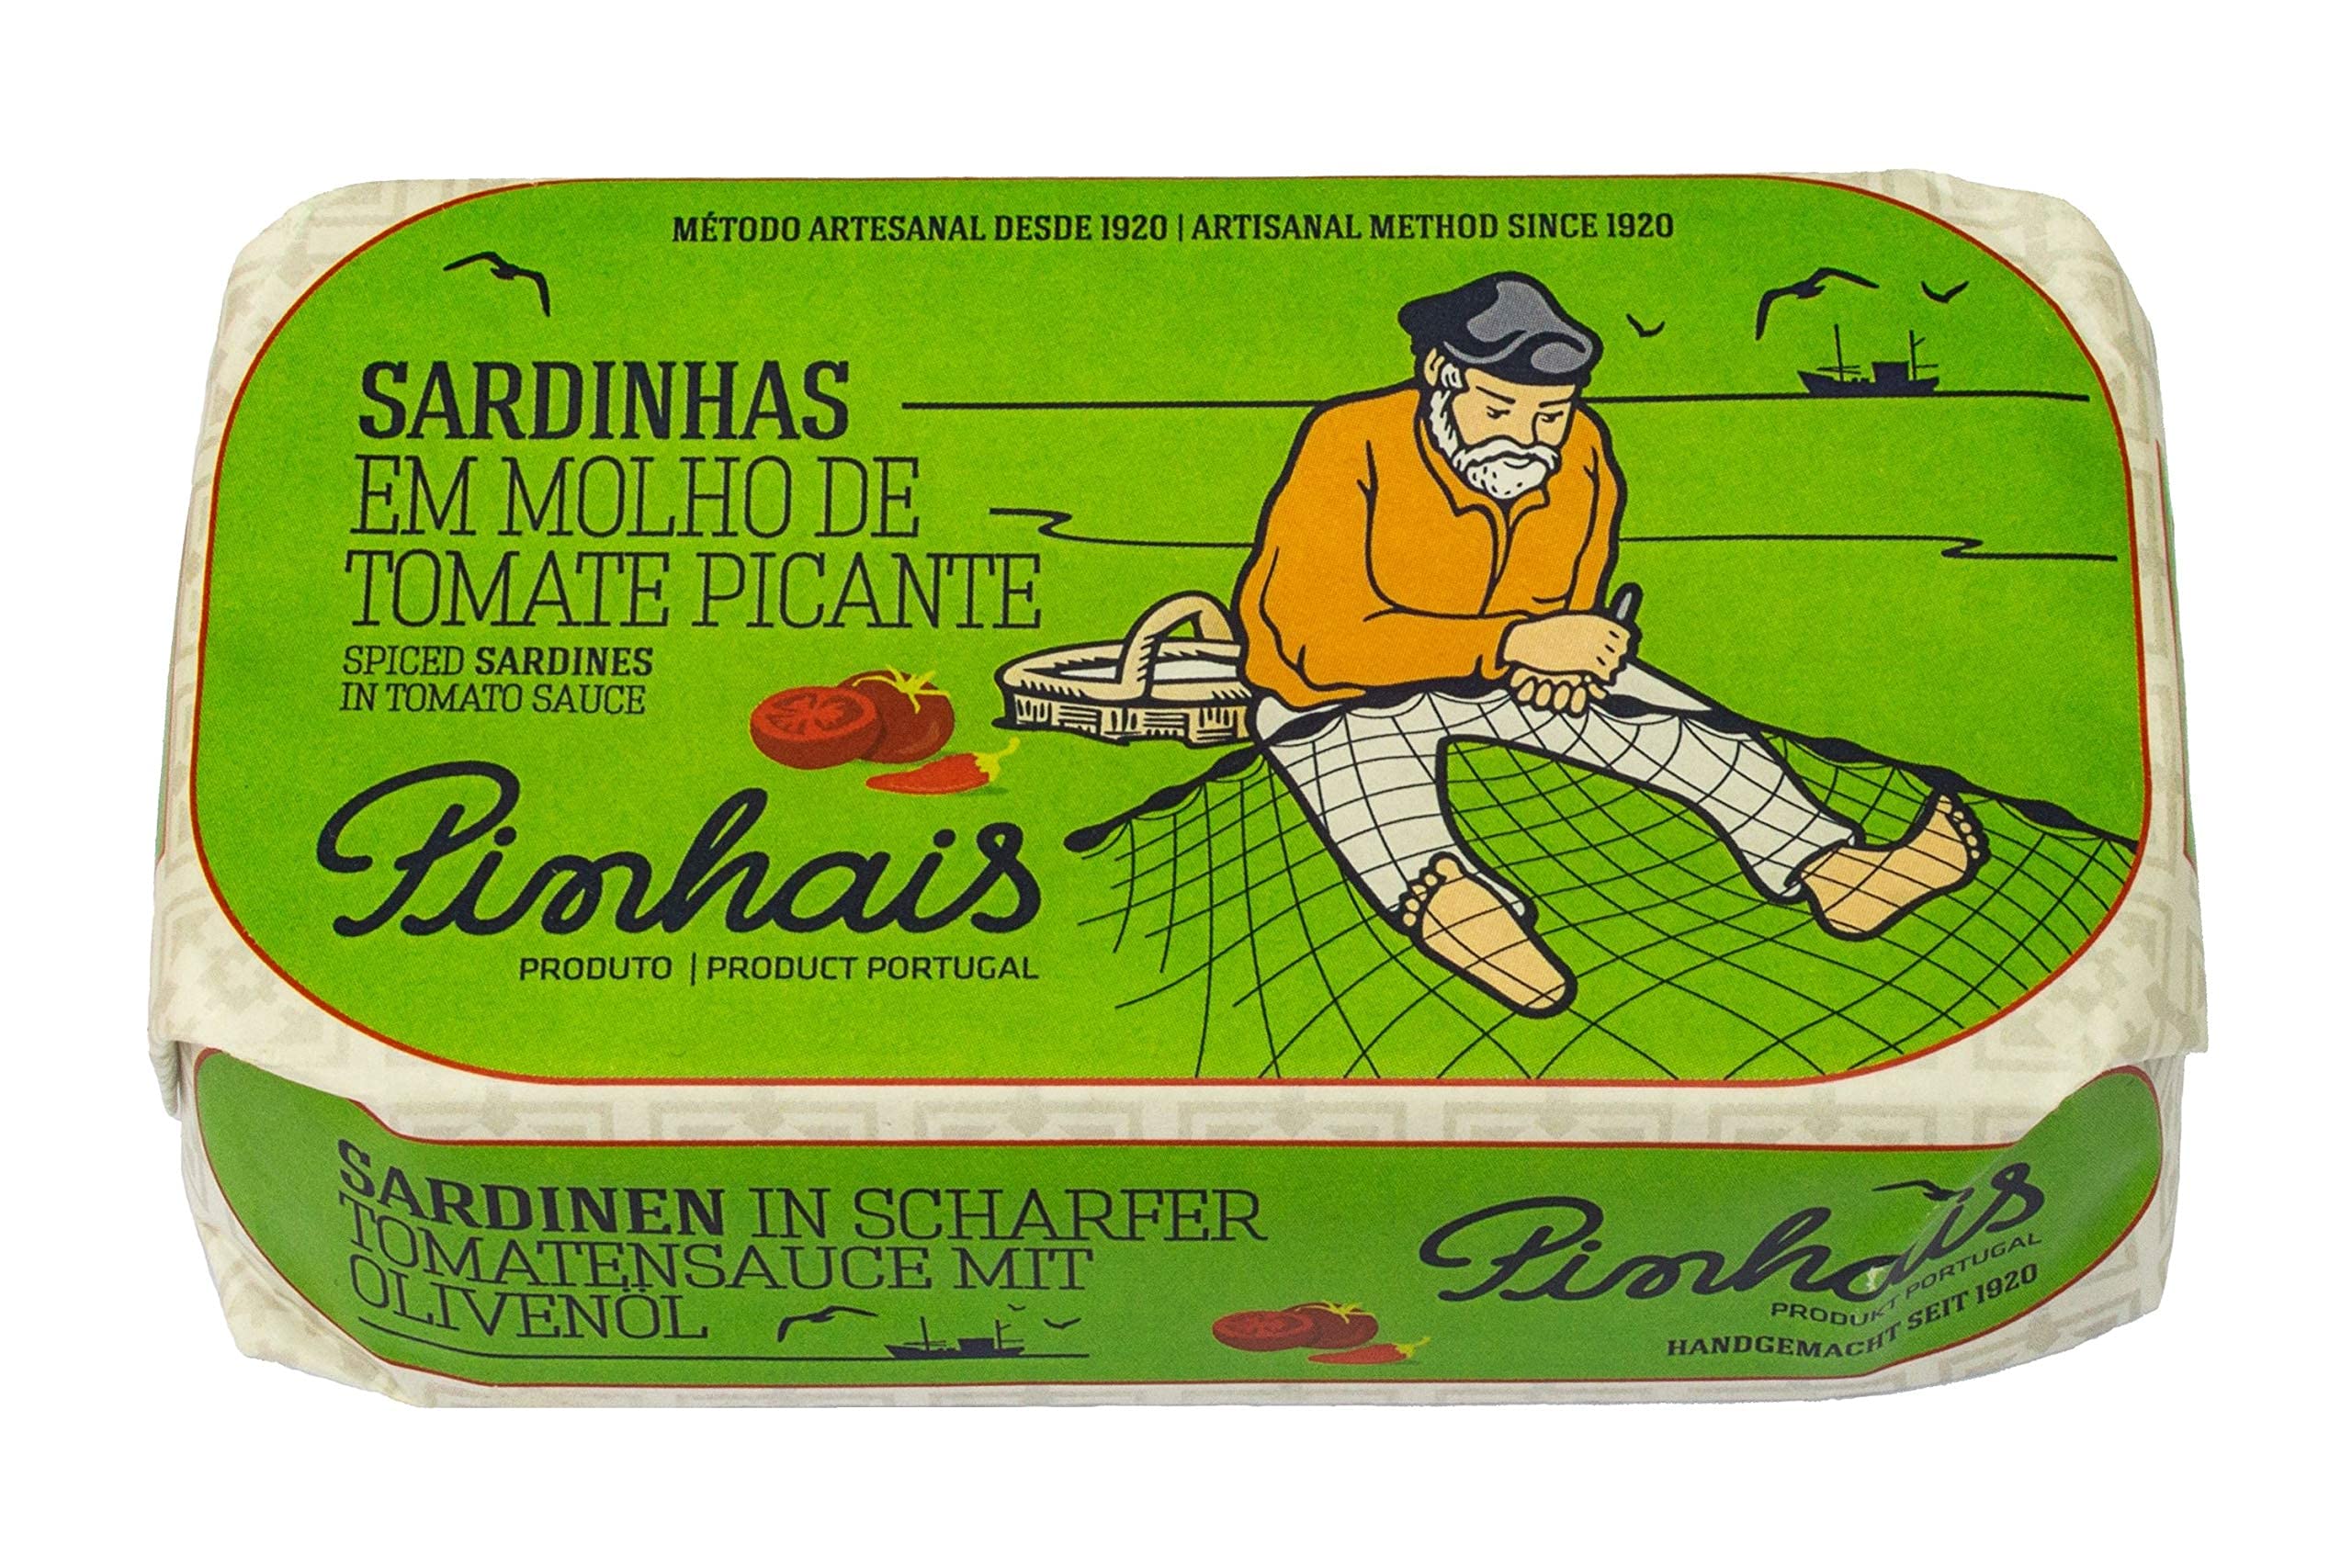 MÉTODO ARTESANAL DESDE 1920 | ARTISANAL METHOD SINCE 1920
SARDINHAS
EM MOLHO DE
TOMATE PICANTE
SPICED SARDINES
IN TOMATO SAUCE
Pinhais
PRODUTO | PRODUCT PORTUGAL
SARDINEN IN SCHARFER
TOMATENSAUCE MIT
OLIVENÖL
Pinhais
PRODUKT PORTUGAL
HANDGEMACHT SEIT 1920